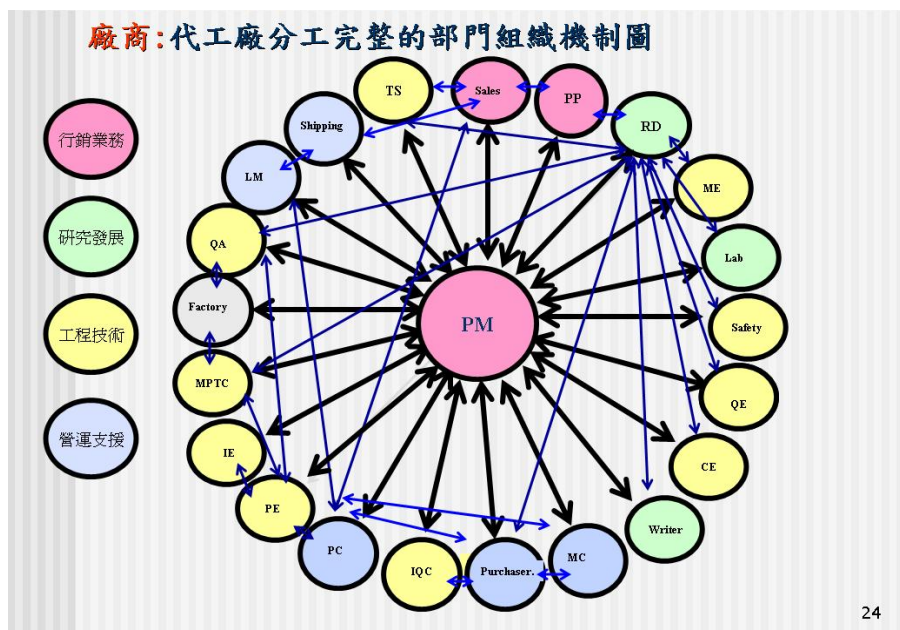 廠商:代工廠分工完整的部門組織機制圖
行銷業務
研究發展
工程技術
營運支援
TS
Sales
PP
RD
ME
Lab
Safety
QE
CE
Writer
MC
Purchaser.
IQC
PC
PE
IE
MPTC
Factory
QA
LM
Shipping
PM
24